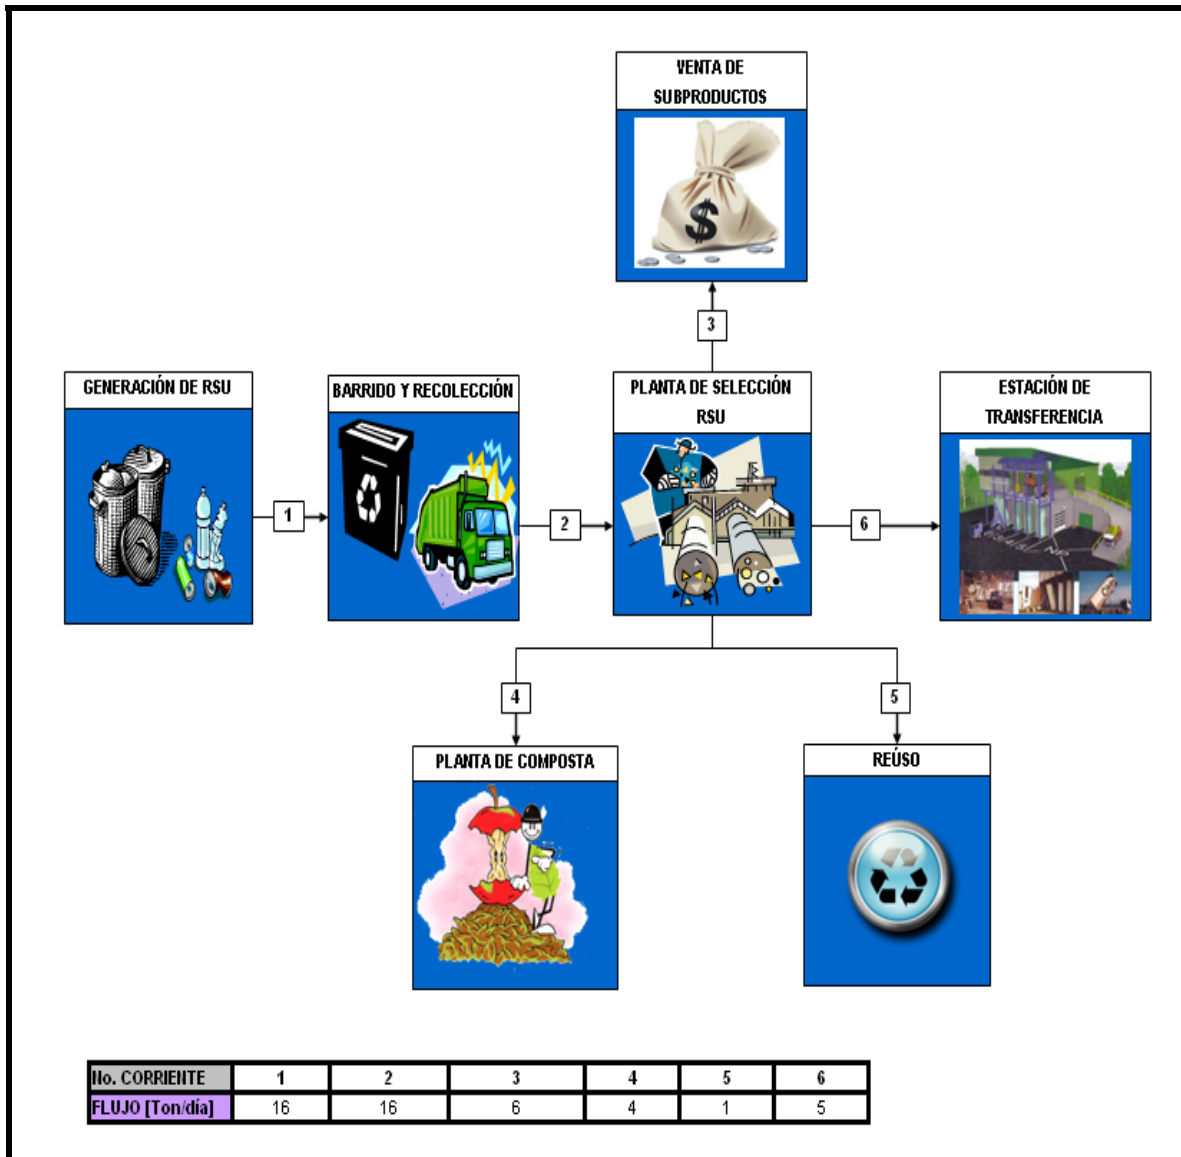 VENTA DE
SUBPRODUCTOS
$
3
GENERACIÓN DE RSU
BARRIDO Y RECOLECCIÓN
PLANTA DE SELECCIÓN
RSU
ESTACIÓN DE
TRANSFERENCIA
1
2
6
4
5
PLANTA DE COMPOSTA
REÚSO
No. CORRIENTE 1 2 3 4 5 6
FLUJO [Ton/día] 16 16 6 4 1 5